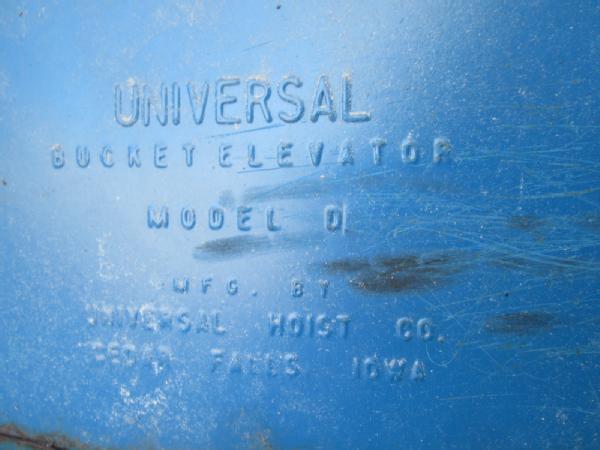 UNIVERSAL
BUCKET ELEVATOR
MODEL D
MFG. BY
UNIVERSAL HOIST CO.
CEDAR FALLS IOWA